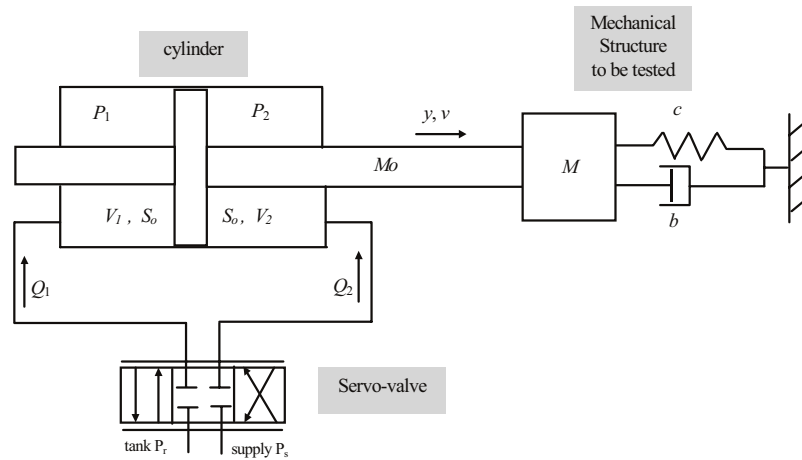 cylinder
Mechanical
Structure
to be tested
P₁
P₂
y, v
c
Mo
M
V₁ , Sₒ
Sₒ , V₂
b
Q₁
Q₂
Servo-valve
tank Pᵣ
supply Pₛ